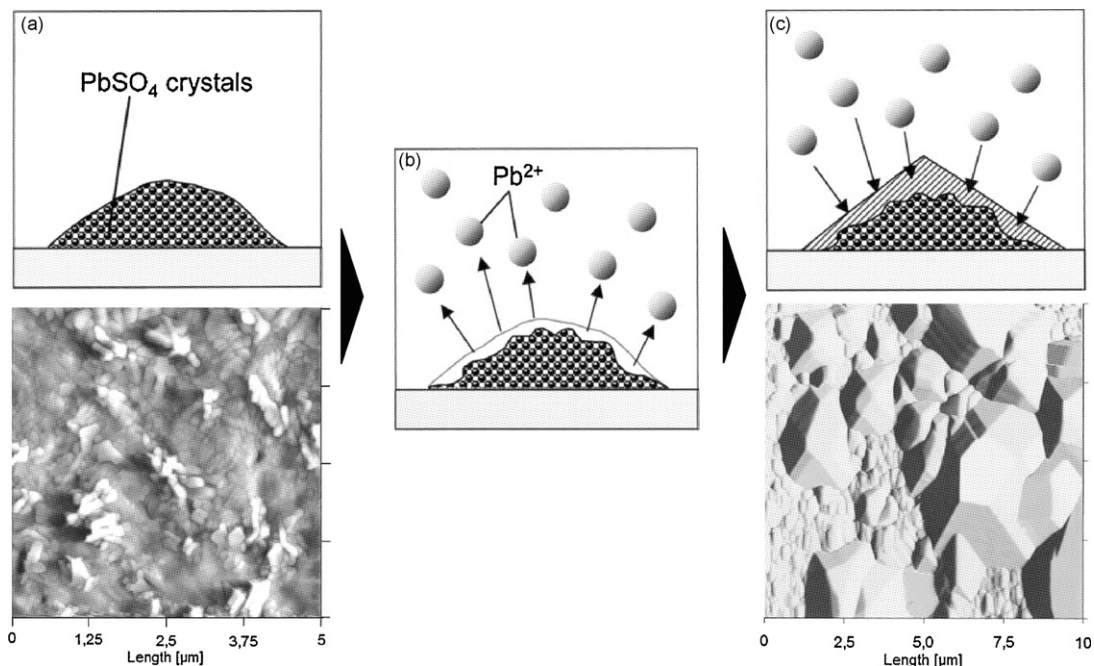 (a)
PbSO₄ crystals
(b)
Pb²⁺
(c)
0 1,25 2,5 3,75 5
Length [µm]
0 2,5 5,0 7,5 10
Length [µm]